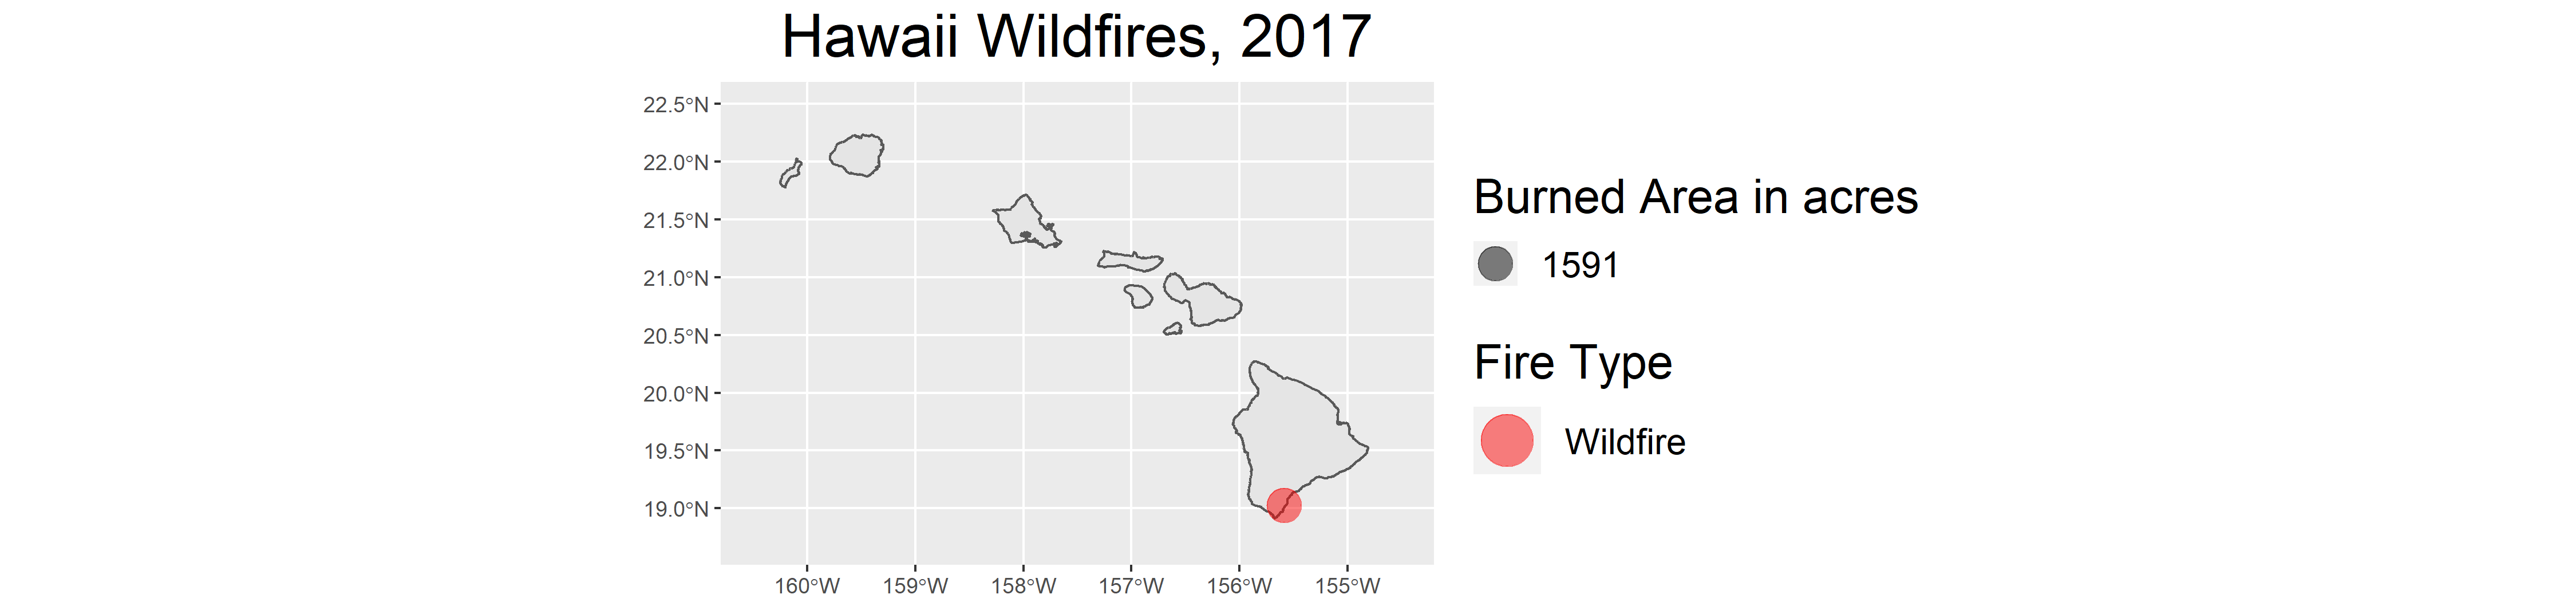 Hawaii Wildfires, 2017
22.5°N
22.0°N
21.5°N
21.0°N
20.5°N
20.0°N
19.5°N
19.0°N
160°W 159°W 158°W 157°W 156°W 155°W
Burned Area in acres
1591
Fire Type
Wildfire